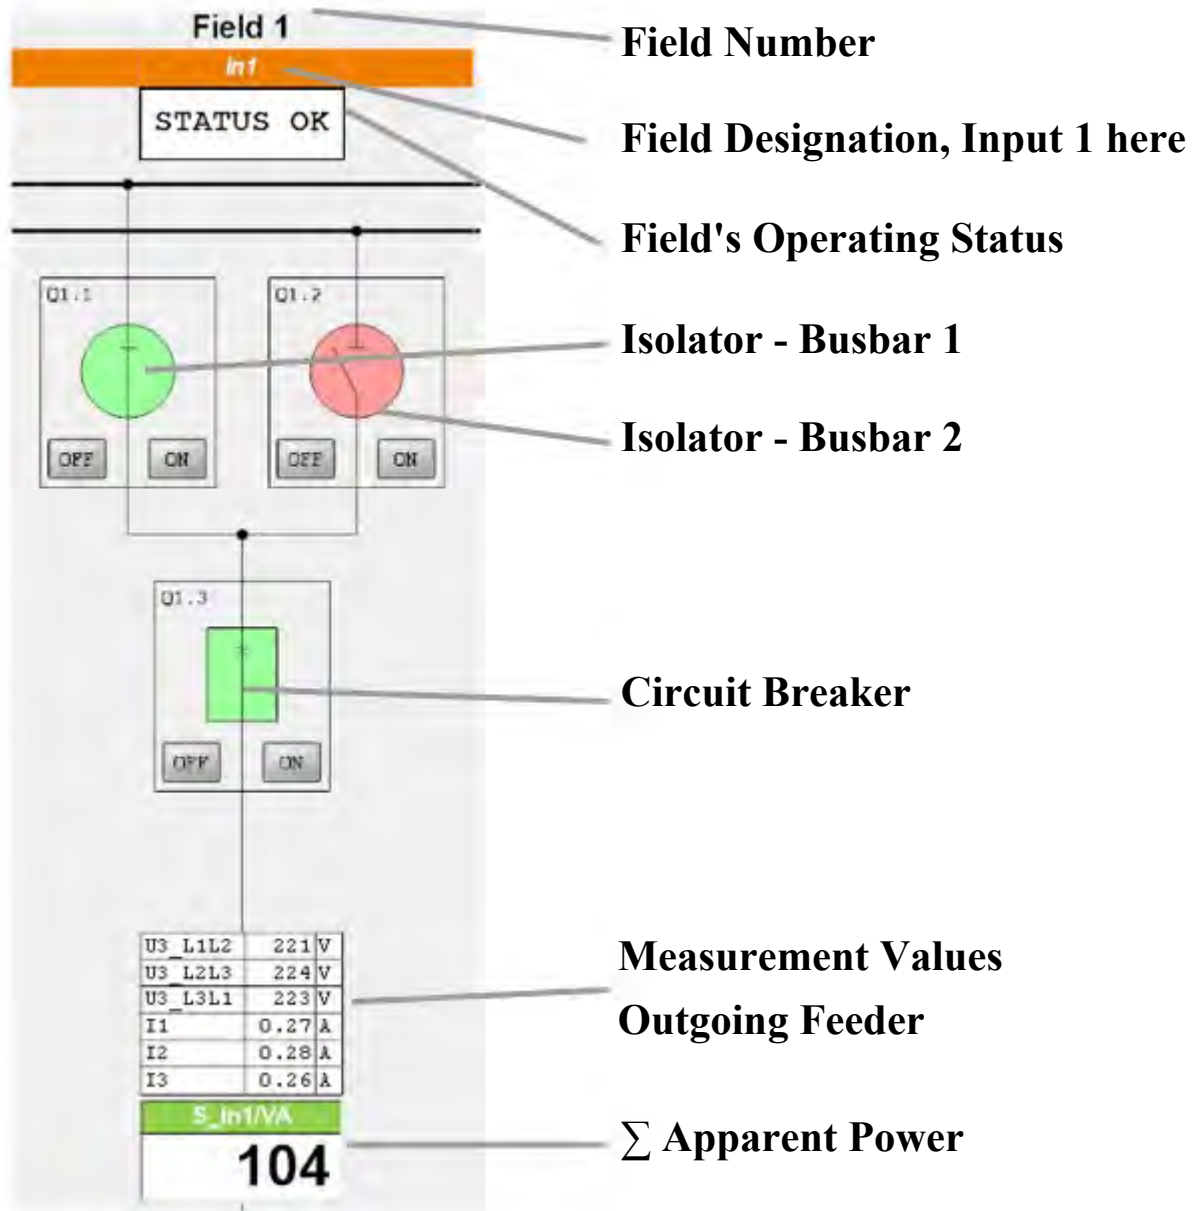 Field 1
Field Number
In1
Field Designation, Input 1 here
STATUS OK
Field's Operating Status
Q1.1
Q1.2
Isolator - Busbar 1
Isolator - Busbar 2
OFF ON
OFF ON
Q1.3
Circuit Breaker
OFF ON
U3_L1L2 221 V
U3_L2L3 224 V
U3_L3L1 223 V
I1 0.27 A
I2 0.28 A
I3 0.26 A
Measurement Values
Outgoing Feeder
S_In1/VA
104
∑ Apparent Power